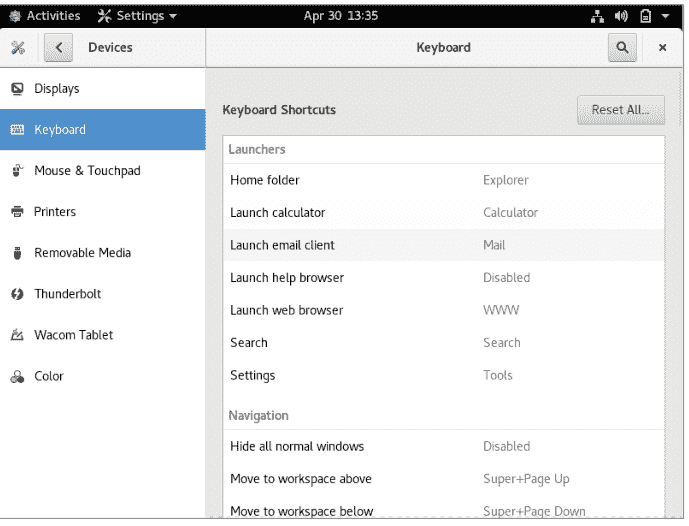 Activities Settings Apr 30 13:35
Devices Keyboard
Displays
Keyboard
Mouse & Touchpad
Printers
Removable Media
Thunderbolt
Wacom Tablet
Color
Keyboard Shortcuts Reset All...
Launchers
Home folder Explorer
Launch calculator Calculator
Launch email client Mail
Launch help browser Disabled
Launch web browser WWW
Search Search
Settings Tools
Navigation
Hide all normal windows Disabled
Move to workspace above Super+Page Up
Move to workspace below Super+Page Down